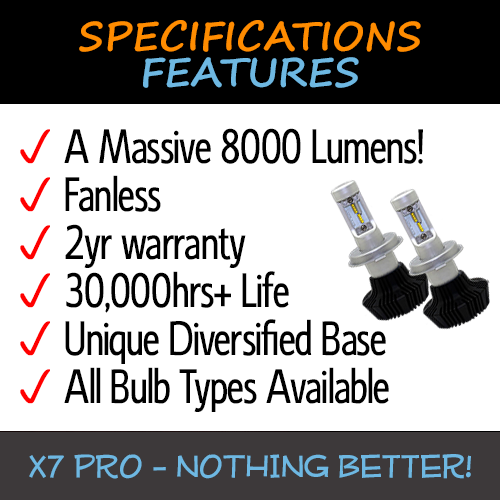 SPECIFICATIONS
FEATURES
A Massive 8000 Lumens!
Fanless
2yr warranty
30,000hrs+ Life
Unique Diversified Base
All Bulb Types Available
X7 PRO - NOTHING BETTER!